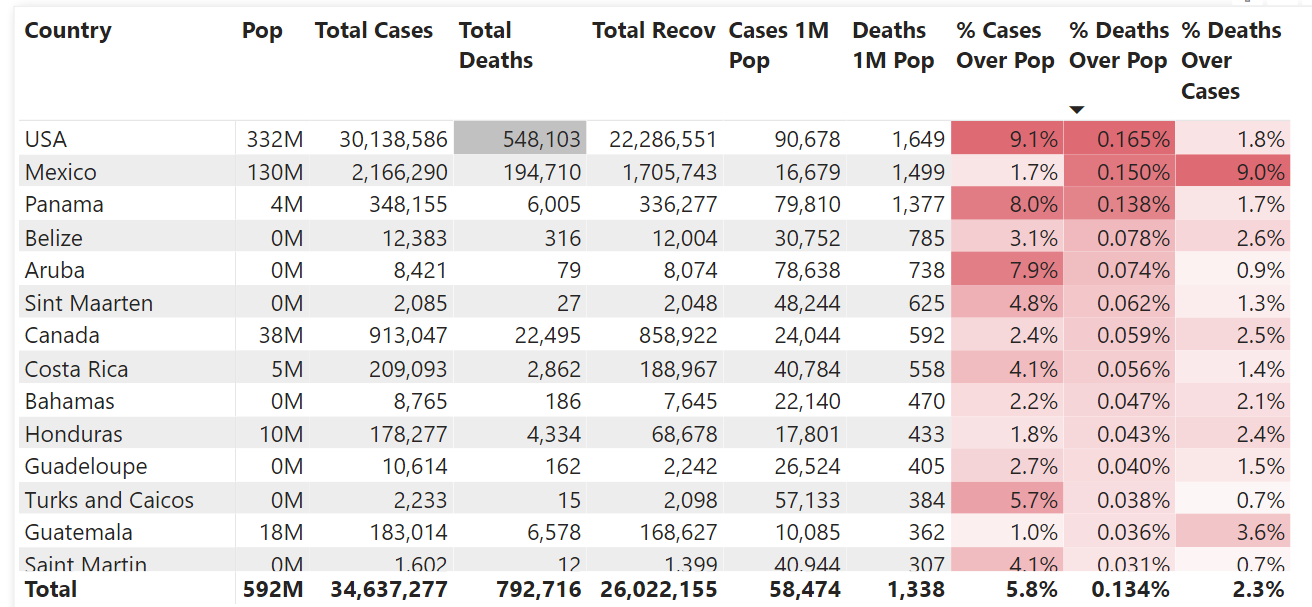 Country Pop Total Cases Total Deaths Total Recov Cases 1M Pop Deaths 1M Pop % Cases Over Pop % Deaths Over Pop % Deaths Over Cases
USA 332M 30,138,586 548,103 22,286,551 90,678 1,649 9.1% 0.165% 1.8%
Mexico 130M 2,166,290 194,710 1,705,743 16,679 1,499 1.7% 0.150% 9.0%
Panama 4M 348,155 6,005 336,277 79,810 1,377 8.0% 0.138% 1.7%
Belize 0M 12,383 316 12,004 30,752 785 3.1% 0.078% 2.6%
Aruba 0M 8,421 79 8,074 78,638 738 7.9% 0.074% 0.9%
Sint Maarten 0M 2,085 27 2,048 48,244 625 4.8% 0.062% 1.3%
Canada 38M 913,047 22,495 858,922 24,044 592 2.4% 0.059% 2.5%
Costa Rica 5M 209,093 2,862 188,967 40,784 558 4.1% 0.056% 1.4%
Bahamas 0M 8,765 186 7,645 22,140 470 2.2% 0.047% 2.1%
Honduras 10M 178,277 4,334 68,678 17,801 433 1.8% 0.043% 2.4%
Guadeloupe 0M 10,614 162 2,242 26,524 405 2.7% 0.040% 1.5%
Turks and Caicos 0M 2,233 15 2,098 57,133 384 5.7% 0.038% 0.7%
Guatemala 18M 183,014 6,578 168,627 10,085 362 1.0% 0.036% 3.6%
Saint Martin 0M 1,602 12 1,399 40,944 307 4.1% 0.031% 0.7%
Total 592M 34,637,277 792,716 26,022,155 58,474 1,338 5.8% 0.134% 2.3%